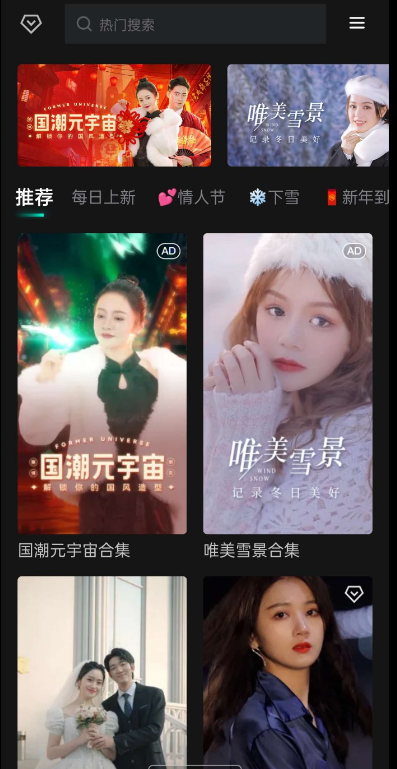 热门搜索
FORMER UNIVERSE
国潮元宇宙
解锁你的国风造型
唯美雪景
WIND
SNOW
记录冬日美好
推荐
每日上新
💕情人节
❄️下雪
🧧新年到
AD
FORMER UNIVERSE
国潮元宇宙
解锁你的国风造型
国潮元宇宙合集
AD
唯美雪景
WIND
SNOW
记录冬日美好
唯美雪景合集